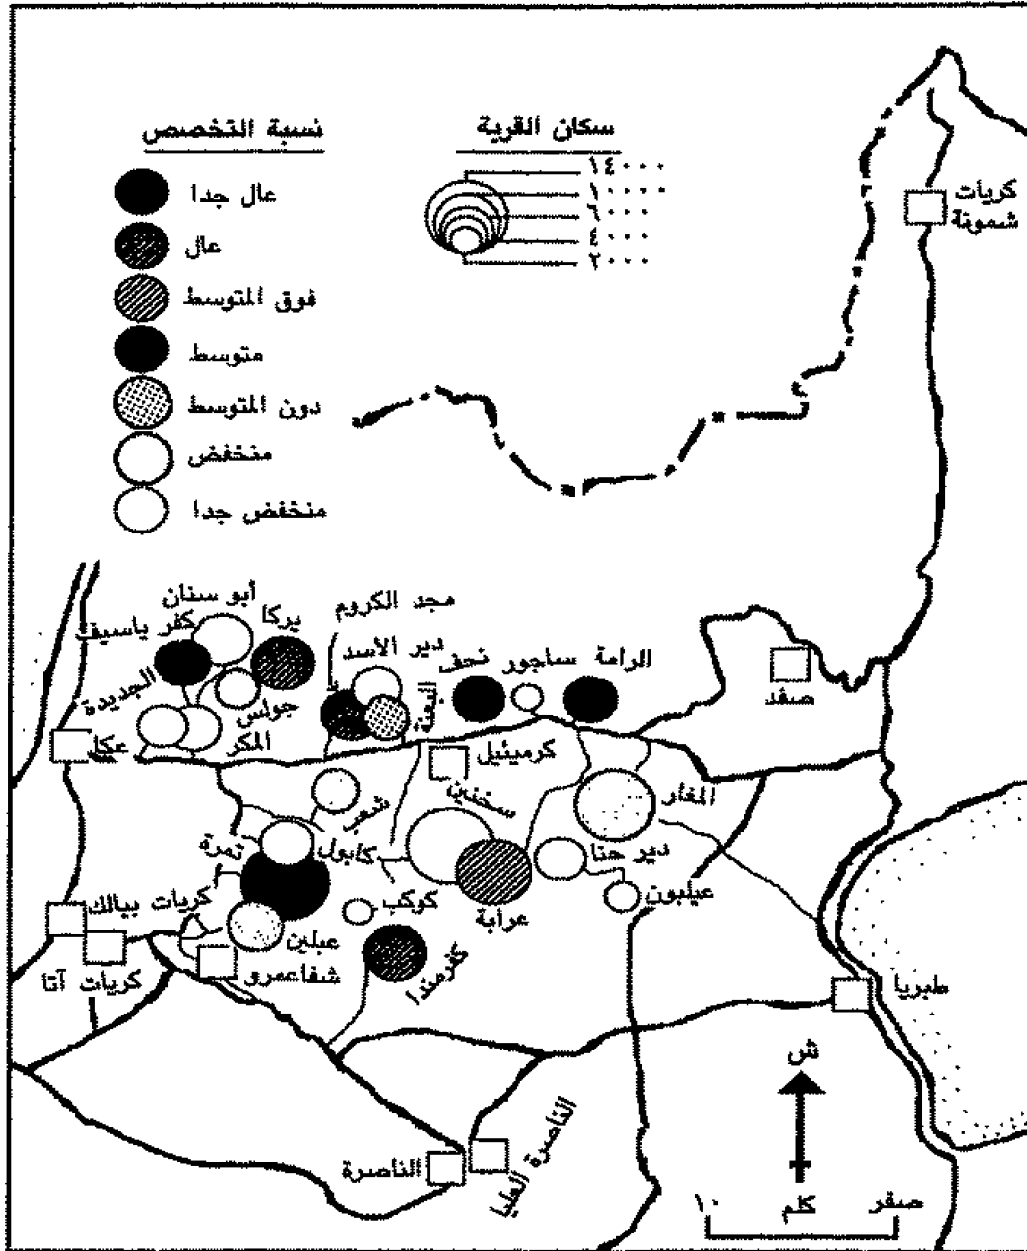 نسبة التخصص
عال جدا
عال
فوق المتوسط
متوسط
دون المتوسط
منخفض
منخفض جدا
سكان القرية
١٤٠٠٠
١٠٠٠٠
٦٠٠٠
٤٠٠٠
٢٠٠٠
كريات
شمونة
أبو سنان
كفر ياسيف
يركا
مجد الكروم
دير الأسد
نحف
ساجور
الرامة
الجديدة
جولس
المكر
البعنة
صفد
عكا
كرميئيل
شعب
سخنين
المغار
تمرة
كابول
دير حنا
عيلبون
كوكب
عرابة
كريات بيالك
عبلين
كفرمندا
شفاعمرو
كريات آتا
طبريا
ش
الناصرة
الناصرة العليا
١٠ كلم صفر